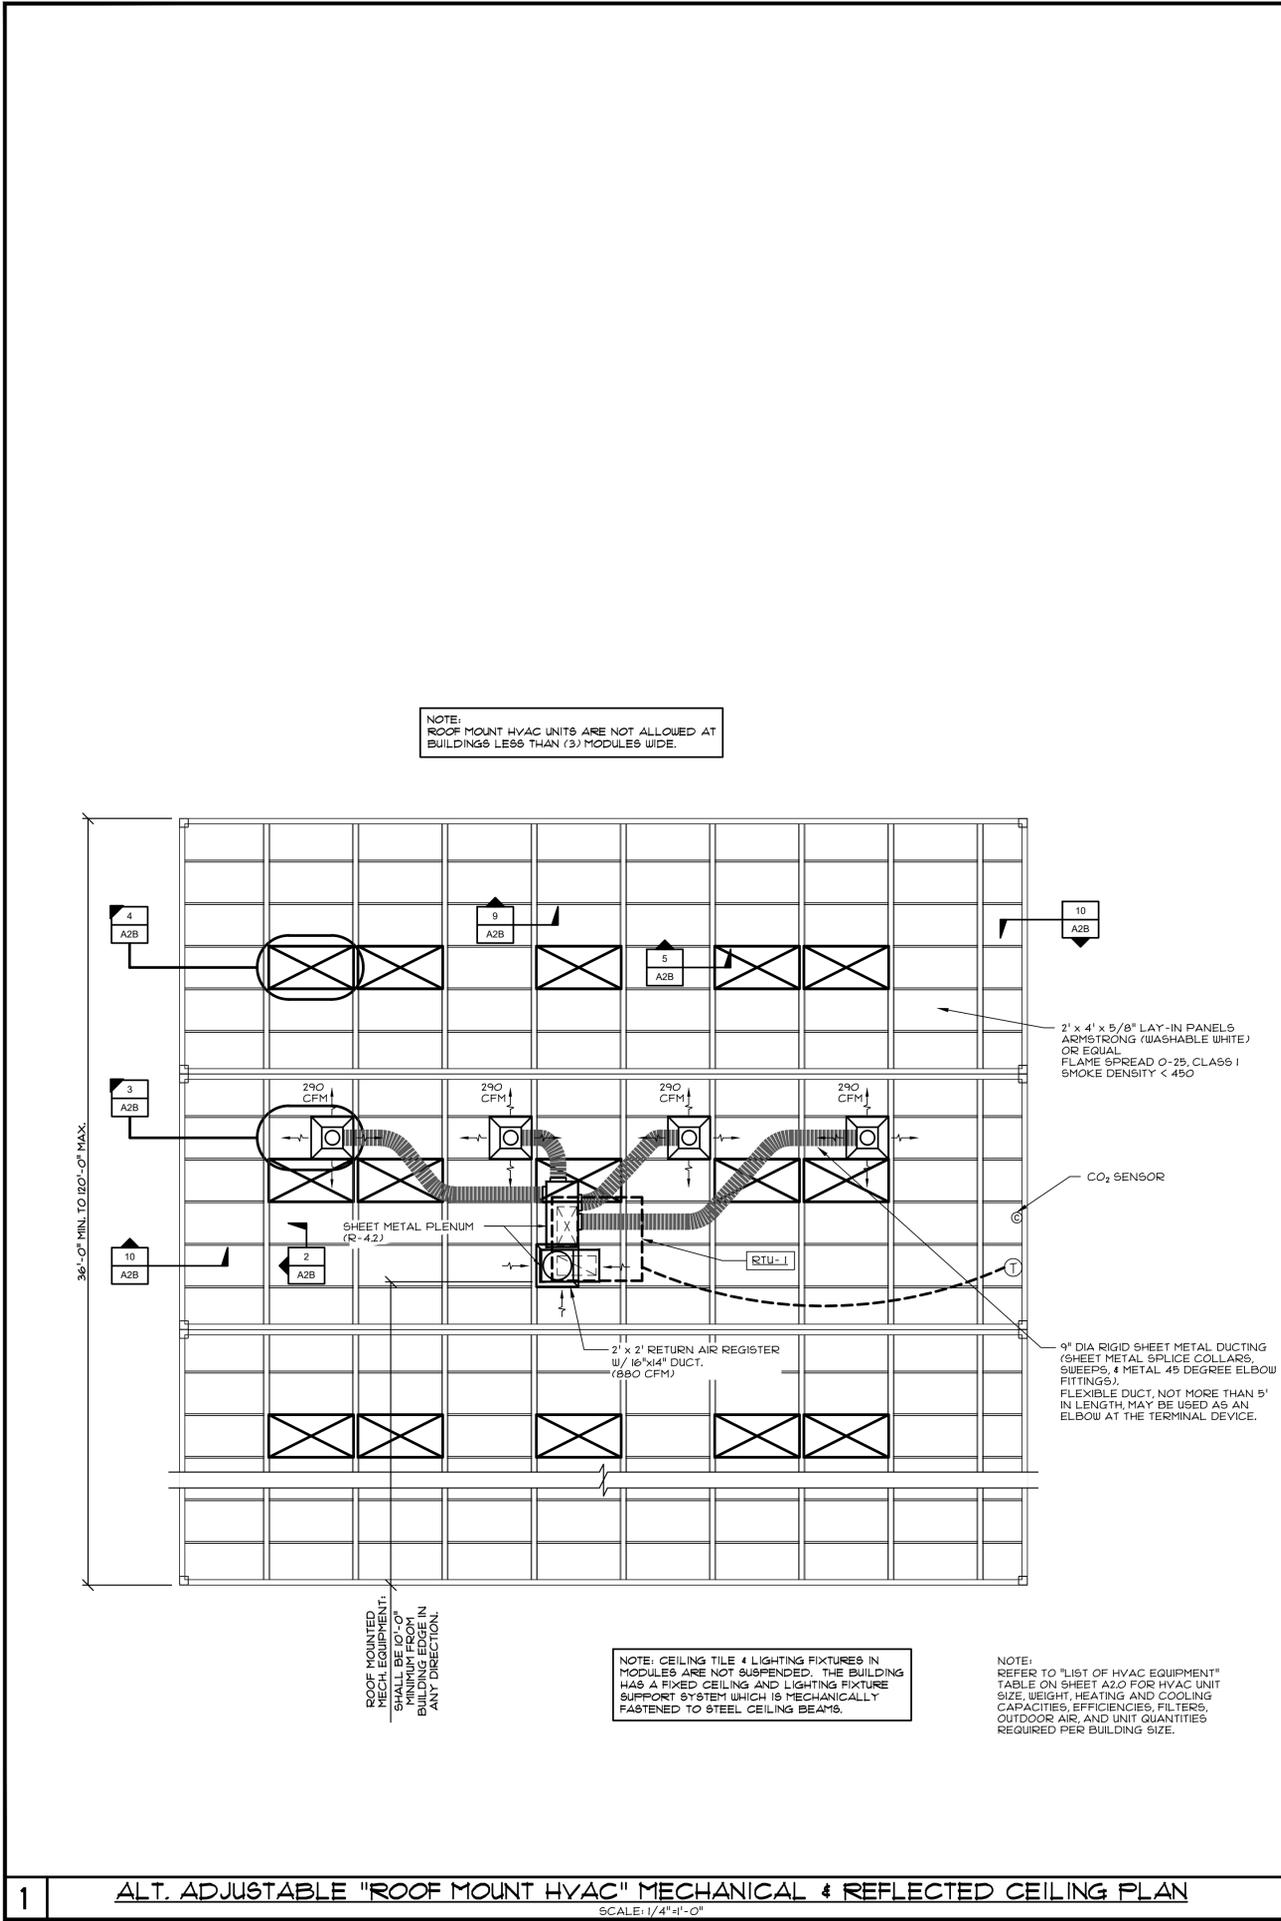 NOTE:
ROOF MOUNT HVAC UNITS ARE NOT ALLOWED AT
BUILDINGS LESS THAN (3) MODULES WIDE.
36'-0" MIN. TO 120'-0" MAX.
4
A2B
9
A2B
5
A2B
10
A2B
2' x 4' x 5/8" LAY-IN PANELS
ARMSTRONG (WASHABLE WHITE)
OR EQUAL
FLAME SPREAD 0-25, CLASS 1
SMOKE DENSITY < 450
3
A2B
290
CFM
290
CFM
290
CFM
290
CFM
CO₂ SENSOR
©
SHEET METAL PLENUM
(R-4.2)
10
A2B
2
A2B
X
RTU-1
T
2' x 2' RETURN AIR REGISTER
W/ 16"x14" DUCT.
(880 CFM)
9" DIA RIGID SHEET METAL DUCTING
(SHEET METAL SPLICE COLLARS,
SWEEPS, & METAL 45 DEGREE ELBOW
FITTINGS).
FLEXIBLE DUCT, NOT MORE THAN 5'
IN LENGTH, MAY BE USED AS AN
ELBOW AT THE TERMINAL DEVICE.
ROOF MOUNTED
MECH. EQUIPMENT:
SHALL BE 10'-0"
MINIMUM FROM
BUILDING EDGE IN
ANY DIRECTION.
NOTE: CEILING TILE & LIGHTING FIXTURES IN
MODULES ARE NOT SUSPENDED. THE BUILDING
HAS A FIXED CEILING AND LIGHTING FIXTURE
SUPPORT SYSTEM WHICH IS MECHANICALLY
FASTENED TO STEEL CEILING BEAMS.
NOTE:
REFER TO "LIST OF HVAC EQUIPMENT"
TABLE ON SHEET A2.0 FOR HVAC UNIT
SIZE, WEIGHT, HEATING AND COOLING
CAPACITIES, EFFICIENCIES, FILTERS,
OUTDOOR AIR, AND UNIT QUANTITIES
REQUIRED PER BUILDING SIZE.
1
ALT. ADJUSTABLE "ROOF MOUNT HVAC" MECHANICAL & REFLECTED CEILING PLAN
SCALE: 1/4"=1'-0"